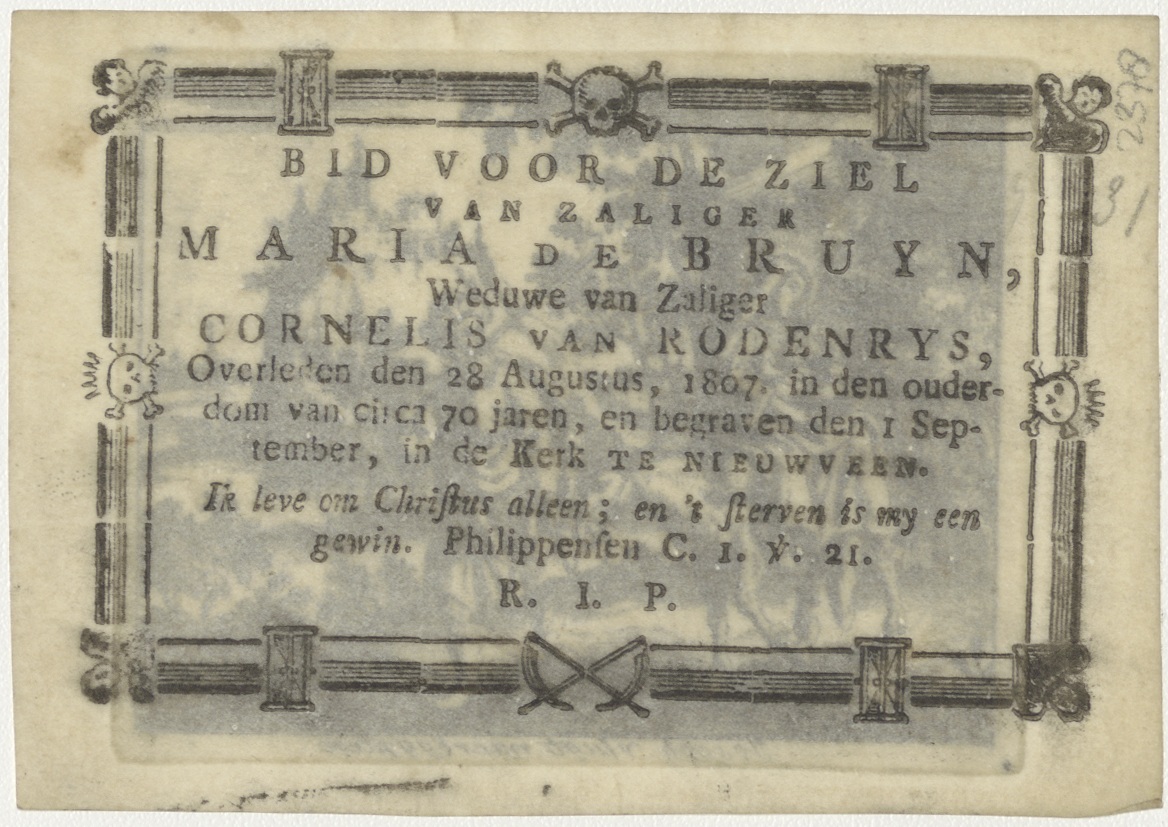 BID VOOR DE ZIEL
VAN ZALIGER
MARIA DE BRUYN,
Weduwe van Zaliger
CORNELIS VAN RODENRYS,
Overleden den 28 Augustus, 1807. in den ouder-
dom van circa 70 jaren, en begraven den 1 Sep-
tember, in de Kerk TE NIEUWVEEN.
Ik leve om Chriſtus alleen; en 't ſterven is my een
gewin. Philippenſen C. 1. ℣. 21.
R. I. P.
2378
31